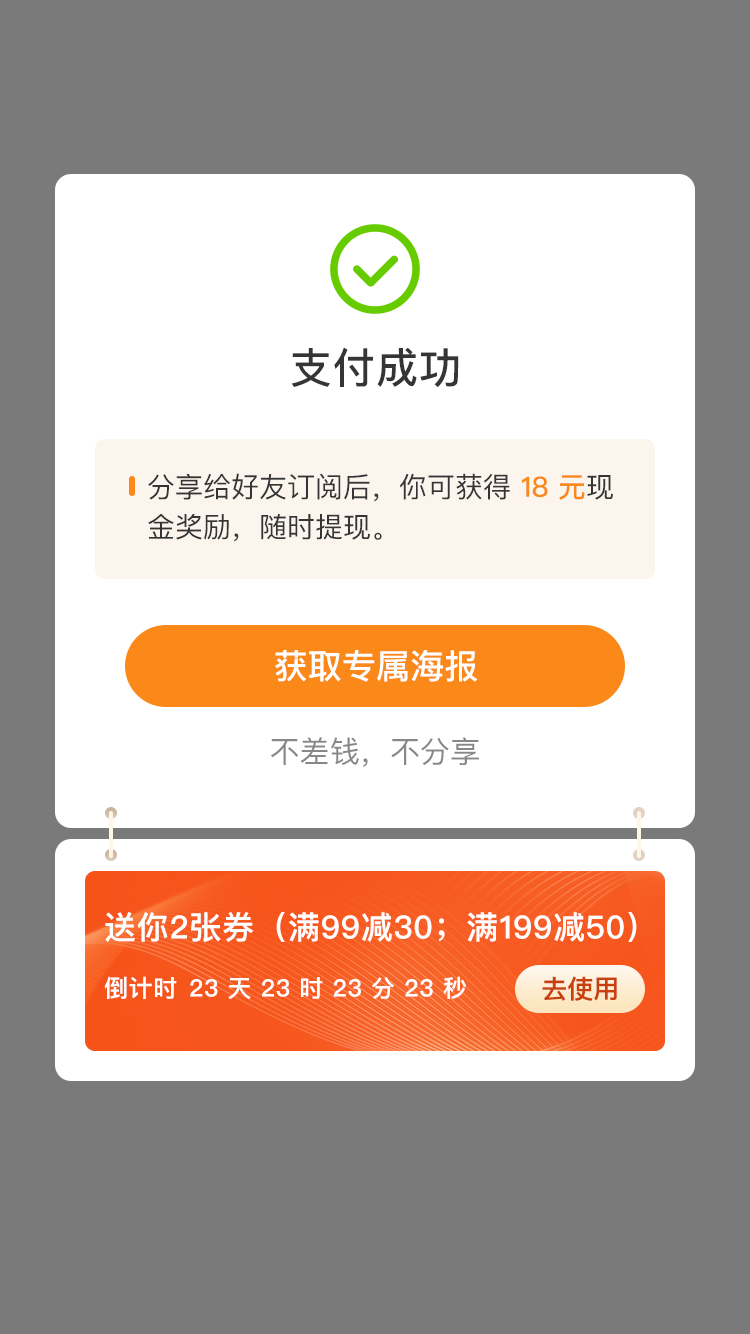 支付成功
分享给好友订阅后，你可获得 18 元现
金奖励，随时提现。
获取专属海报
不差钱，不分享
送你2张券（满99减30；满199减50）
倒计时 23 天 23 时 23 分 23 秒
去使用